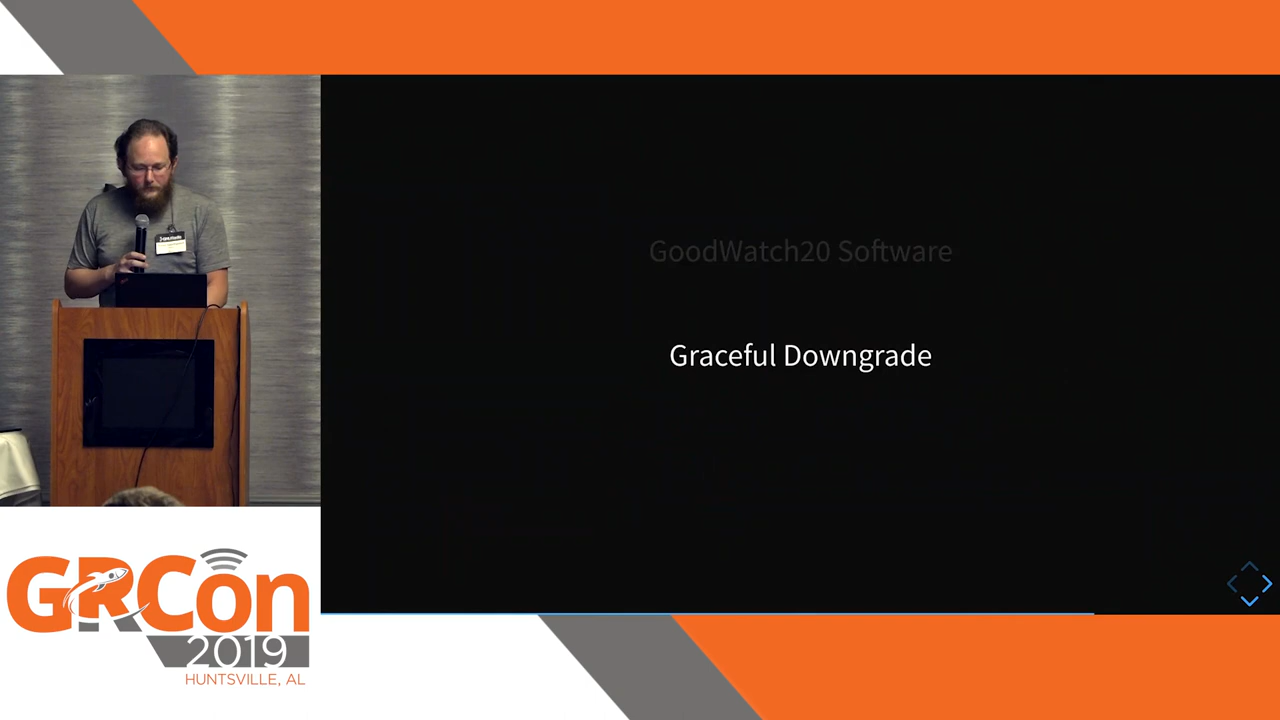 GoodWatch20 Software
Graceful Downgrade
GRCon
2019
HUNTSVILLE, AL